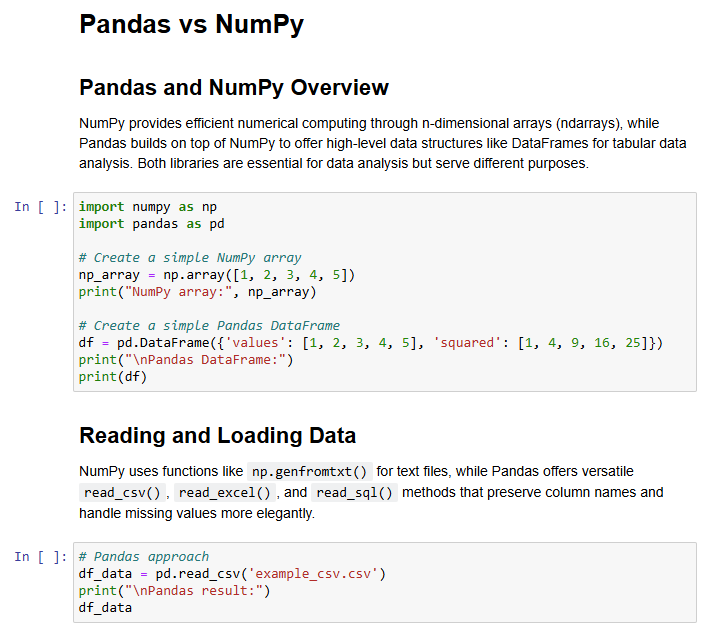 Pandas vs NumPy
Pandas and NumPy Overview
NumPy provides efficient numerical computing through n-dimensional arrays (ndarrays), while
Pandas builds on top of NumPy to offer high-level data structures like DataFrames for tabular data
analysis. Both libraries are essential for data analysis but serve different purposes.
In [ ]: import numpy as np
import pandas as pd
# Create a simple NumPy array
np_array = np.array([1, 2, 3, 4, 5])
print("NumPy array:", np_array)
# Create a simple Pandas DataFrame
df = pd.DataFrame({'values': [1, 2, 3, 4, 5], 'squared': [1, 4, 9, 16, 25]})
print("\nPandas DataFrame:")
print(df)
Reading and Loading Data
NumPy uses functions like np.genfromtxt() for text files, while Pandas offers versatile
read_csv(), read_excel(), and read_sql() methods that preserve column names and
handle missing values more elegantly.
In [ ]: # Pandas approach
df_data = pd.read_csv('example_csv.csv')
print("\nPandas result:")
df_data